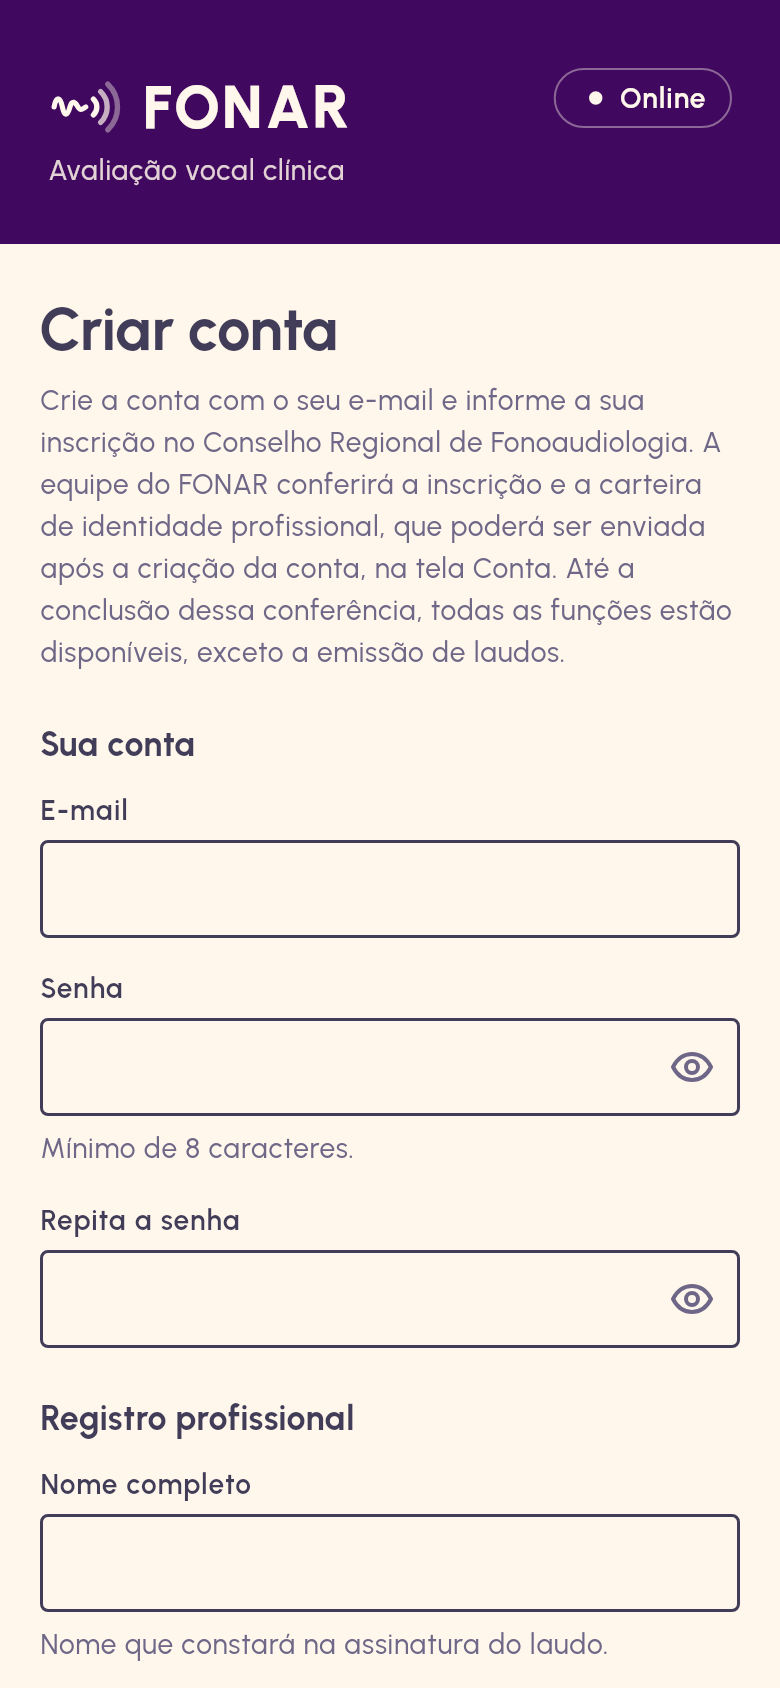 FONAR
Online
Avaliação vocal clínica
Criar conta
Crie a conta com o seu e-mail e informe a sua
inscrição no Conselho Regional de Fonoaudiologia. A
equipe do FONAR conferirá a inscrição e a carteira
de identidade profissional, que poderá ser enviada
após a criação da conta, na tela Conta. Até a
conclusão dessa conferência, todas as funções estão
disponíveis, exceto a emissão de laudos.
Sua conta
E-mail
Senha
Mínimo de 8 caracteres.
Repita a senha
Registro profissional
Nome completo
Nome que constará na assinatura do laudo.